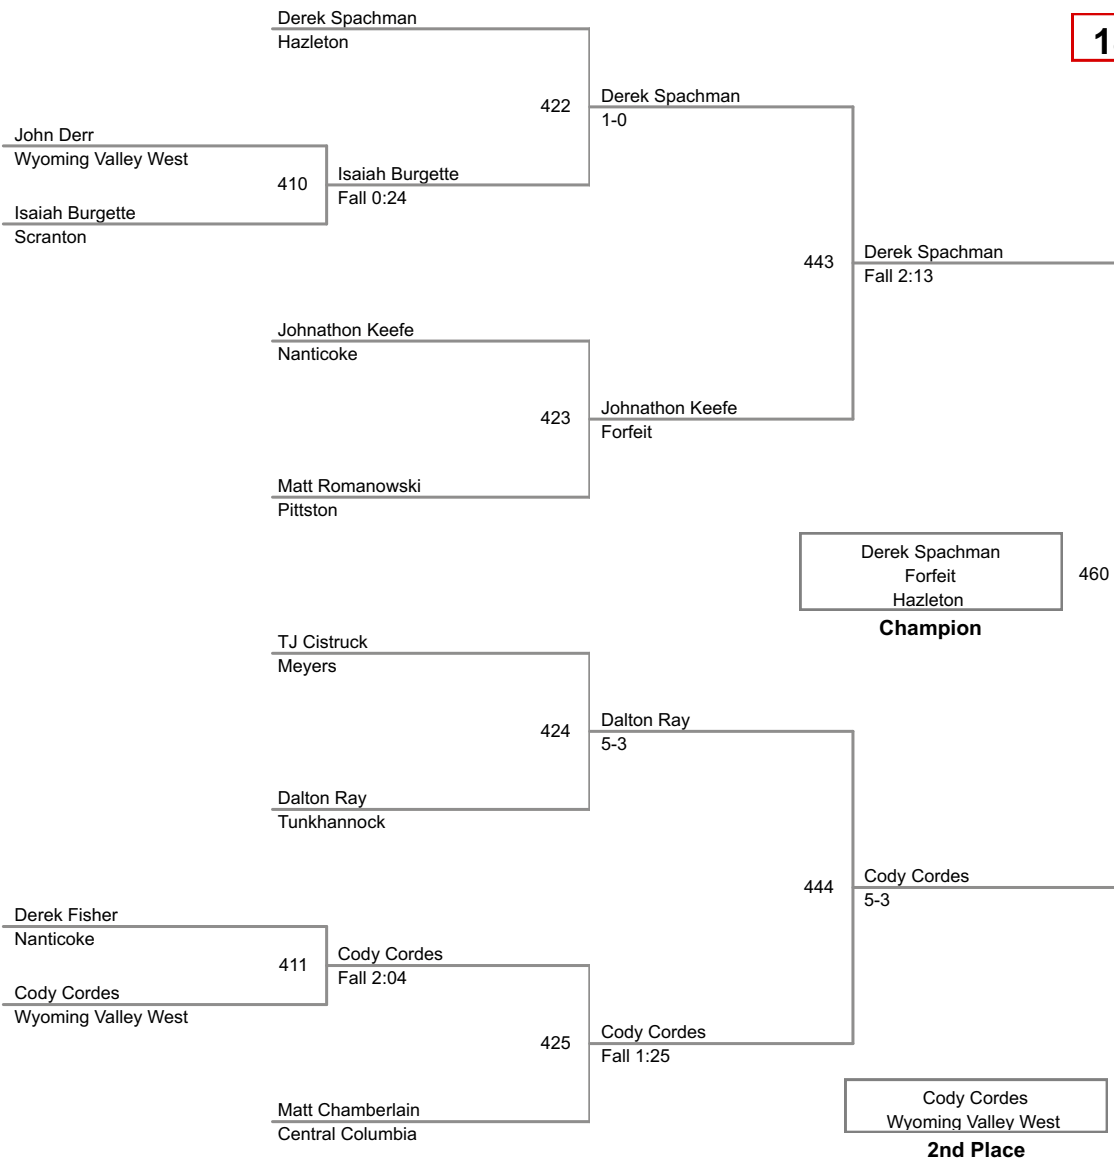 Derek Spachman
Hazleton
1
422
Derek Spachman
1-0
John Derr
Wyoming Valley West
410
Isaiah Burgette
Fall 0:24
Isaiah Burgette
Scranton
443
Derek Spachman
Fall 2:13
Johnathon Keefe
Nanticoke
423
Johnathon Keefe
Forfeit
Matt Romanowski
Pittston
Derek Spachman
Forfeit
Hazleton
460
Champion
TJ Cistruck
Meyers
424
Dalton Ray
5-3
Dalton Ray
Tunkhannock
444
Cody Cordes
5-3
Derek Fisher
Nanticoke
411
Cody Cordes
Fall 2:04
Cody Cordes
Wyoming Valley West
425
Cody Cordes
Fall 1:25
Matt Chamberlain
Central Columbia
Cody Cordes
Wyoming Valley West
2nd Place